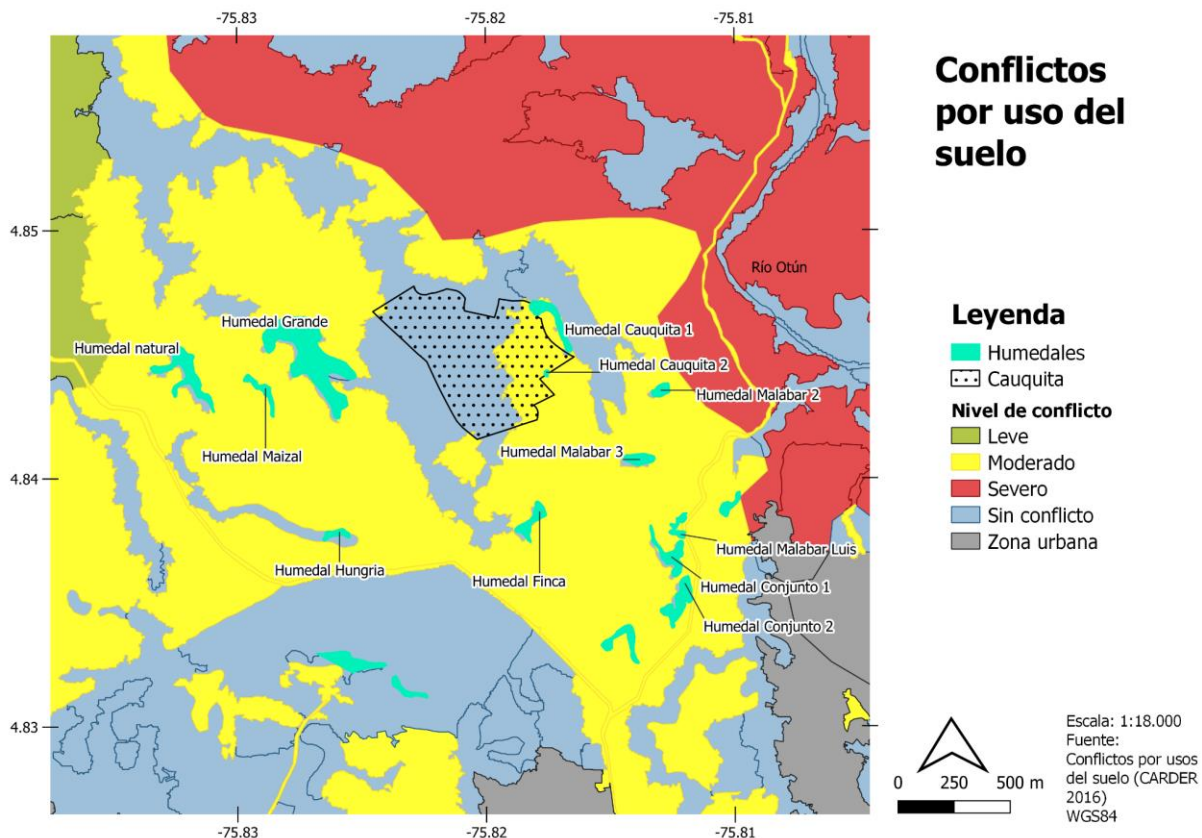 -75.83
-75.82
-75.81
4.85
4.84
4.83
-75.83
-75.82
-75.81
Río Otún
Humedal Grande
Humedal natural
Humedal Cauquita 1
Humedal Cauquita 2
Humedal Malabar 2
Humedal Maizal
Humedal Malabar 3
Humedal Malabar Luis
Humedal Hungria
Humedal Finca
Humedal Conjunto 1
Humedal Conjunto 2
Conflictos
por uso del
suelo
Leyenda
Humedales
Cauquita
Nivel de conflicto
Leve
Moderado
Severo
Sin conflicto
Zona urbana
0 250 500 m
Escala: 1:18.000
Fuente:
Conflictos por usos
del suelo (CARDER
2016)
WGS84